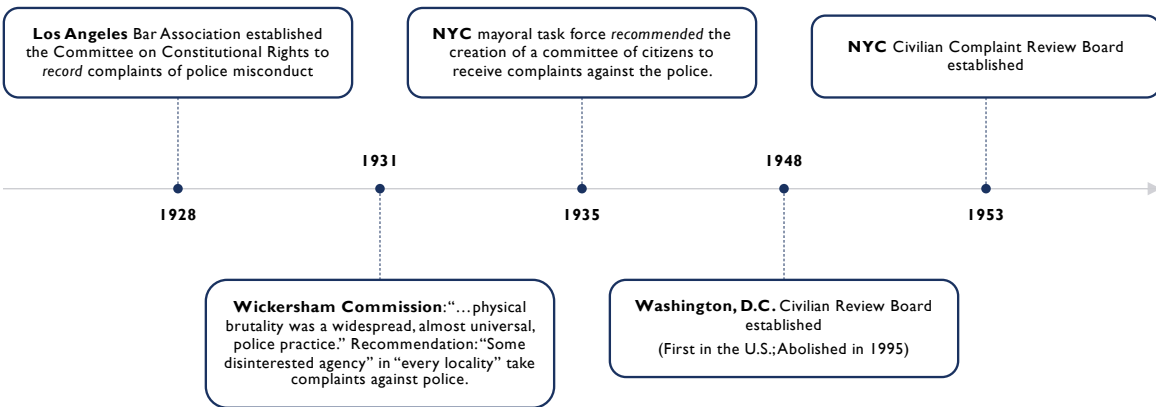 Los Angeles Bar Association established
the Committee on Constitutional Rights to
record complaints of police misconduct
NYC mayoral task force recommended the
creation of a committee of citizens to
receive complaints against the police.
NYC Civilian Complaint Review Board
established
1931
1948
1928
1935
1953
Wickersham Commission: “…physical
brutality was a widespread, almost universal,
police practice.” Recommendation: “Some
disinterested agency” in “every locality” take
complaints against police.
Washington, D.C. Civilian Review Board
established
(First in the U.S.; Abolished in 1995)